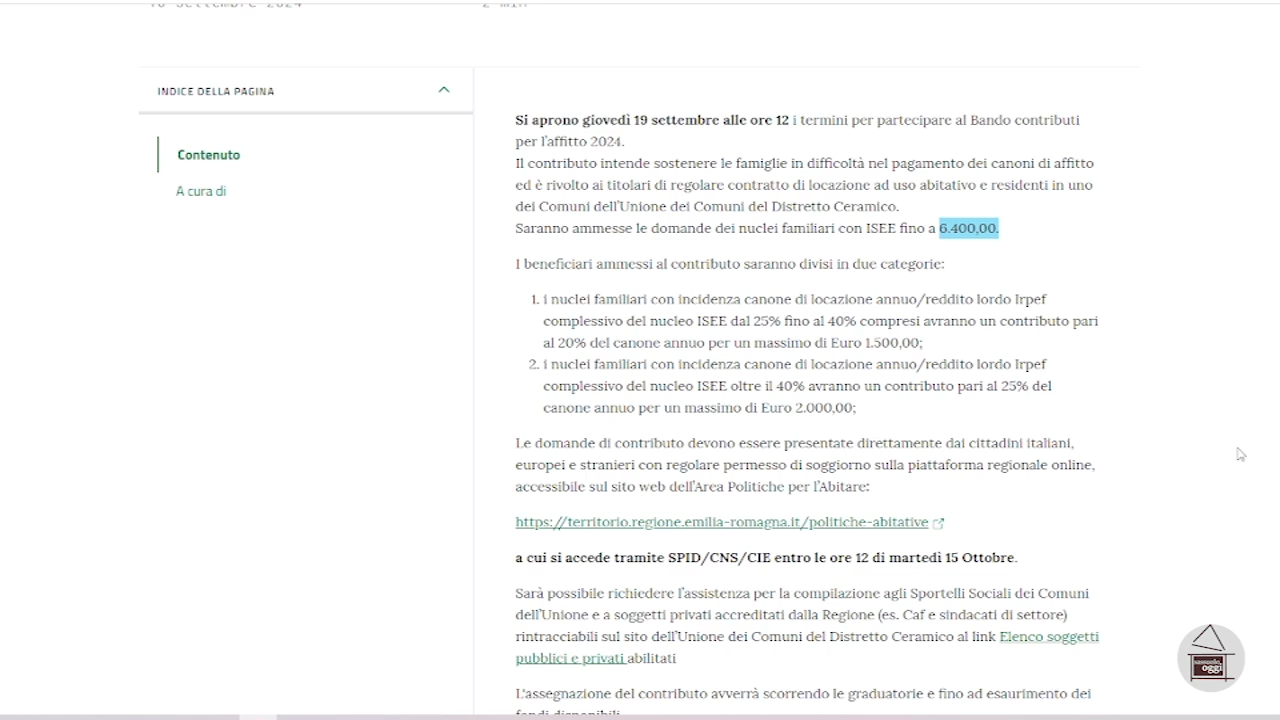 INDICE DELLA PAGINA
Contenuto
A cura di
Si aprono giovedì 19 settembre alle ore 12 i termini per partecipare al Bando contributi
per l'affitto 2024.
Il contributo intende sostenere le famiglie in difficoltà nel pagamento dei canoni di affitto
ed è rivolto ai titolari di regolare contratto di locazione ad uso abitativo e residenti in uno
dei Comuni dell'Unione dei Comuni del Distretto Ceramico.
Saranno ammesse le domande dei nuclei familiari con ISEE fino a 6.400,00.
I beneficiari ammessi al contributo saranno divisi in due categorie:
1. i nuclei familiari con incidenza canone di locazione annuo/reddito lordo Irpef
complessivo del nucleo ISEE dal 25% fino al 40% compresi avranno un contributo pari
al 20% del canone annuo per un massimo di Euro 1.500,00;
2. i nuclei familiari con incidenza canone di locazione annuo/reddito lordo Irpef
complessivo del nucleo ISEE oltre il 40% avranno un contributo pari al 25% del
canone annuo per un massimo di Euro 2.000,00;
Le domande di contributo devono essere presentate direttamente dai cittadini italiani,
europei e stranieri con regolare permesso di soggiorno sulla piattaforma regionale online,
accessibile sul sito web dell'Area Politiche per l'Abitare:
https://territorio.regione.emilia-romagna.it/politiche-abitative
a cui si accede tramite SPID/CNS/CIE entro le ore 12 di martedì 15 Ottobre.
Sarà possibile richiedere l'assistenza per la compilazione agli Sportelli Sociali dei Comuni
dell'Unione e a soggetti privati accreditati dalla Regione (es. Caf e sindacati di settore)
rintracciabili sul sito dell'Unione dei Comuni del Distretto Ceramico al link Elenco soggetti
pubblici e privati abilitati
L'assegnazione del contributo avverrà scorrendo le graduatorie e fino ad esaurimento dei
fondi disponibili
sassuolo
oggi